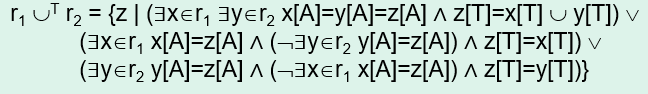 r₁ ∪ᵀ r₂ = {z | (∃x∈r₁ ∃y∈r₂ x[A]=y[A]=z[A] ∧ z[T]=x[T] ∪ y[T]) ∨
(∃x∈r₁ x[A]=z[A] ∧ (¬∃y∈r₂ y[A]=z[A]) ∧ z[T]=x[T]) ∨
(∃y∈r₂ y[A]=z[A] ∧ (¬∃x∈r₁ x[A]=z[A]) ∧ z[T]=y[T])}